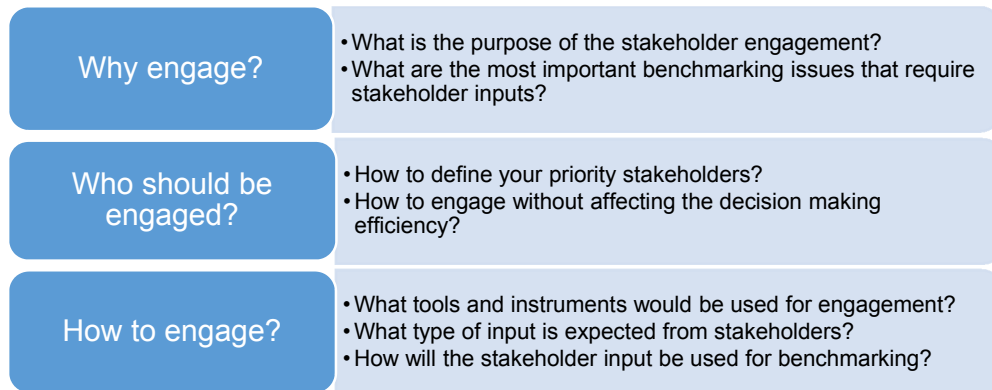 Why engage?
• What is the purpose of the stakeholder engagement?
• What are the most important benchmarking issues that require
stakeholder inputs?
Who should be
engaged?
• How to define your priority stakeholders?
• How to engage without affecting the decision making
efficiency?
How to engage?
• What tools and instruments would be used for engagement?
• What type of input is expected from stakeholders?
• How will the stakeholder input be used for benchmarking?